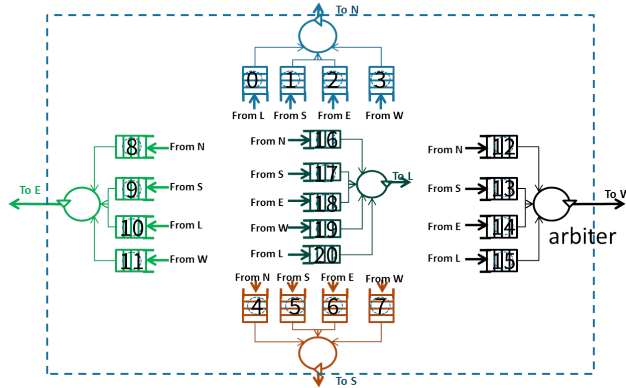 To N
0 1 2 3
From L From S From E From W
From N 16
From S 17
From E 18
From W 19
From L 20
To L
8 From N
9 From S
10 From L
11 From W
To E
From N 12
From S 13
From E 14
From L 15
To W
arbiter
From N From S From E From W
4 5 6 7
To S